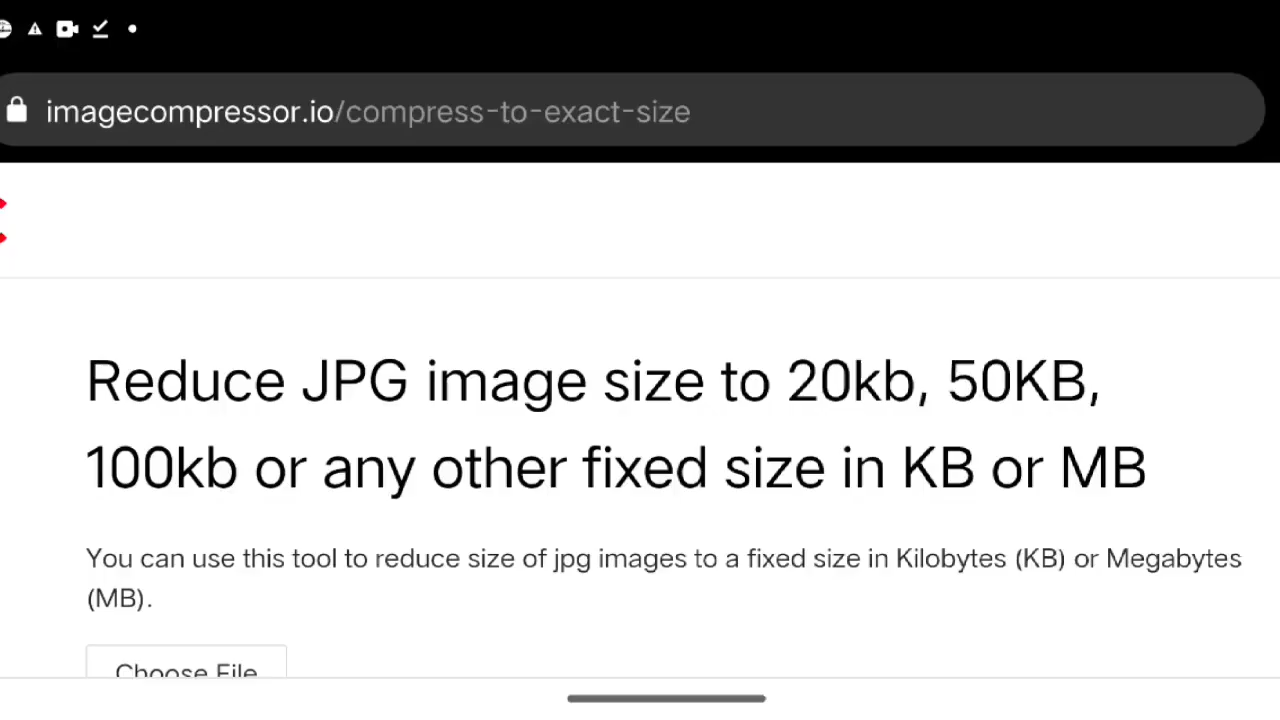 imagecompressor.io/compress-to-exact-size
Reduce JPG image size to 20kb, 50KB,
100kb or any other fixed size in KB or MB
You can use this tool to reduce size of jpg images to a fixed size in Kilobytes (KB) or Megabytes
(MB).
Choose File